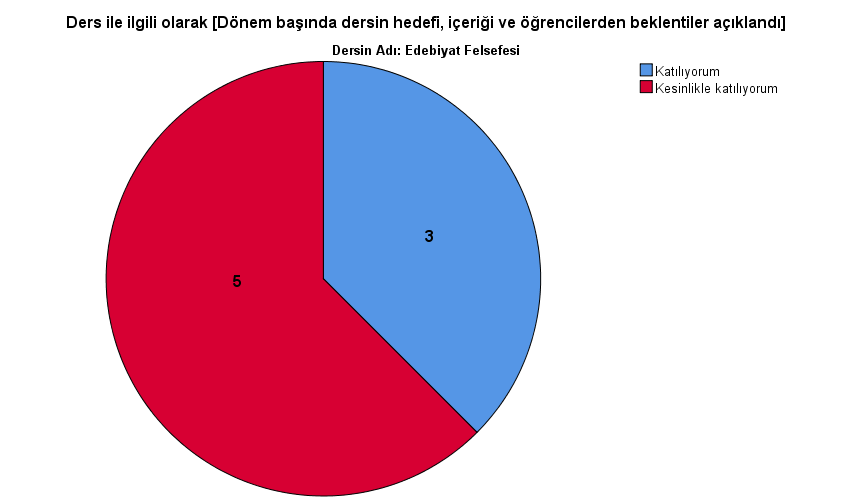 Ders ile ilgili olarak [Dönem başında dersin hedefi, içeriği ve öğrencilerden beklentiler açıklandı]
Dersin Adı: Edebiyat Felsefesi
Katılıyorum
Kesinlikle katılıyorum
3
5